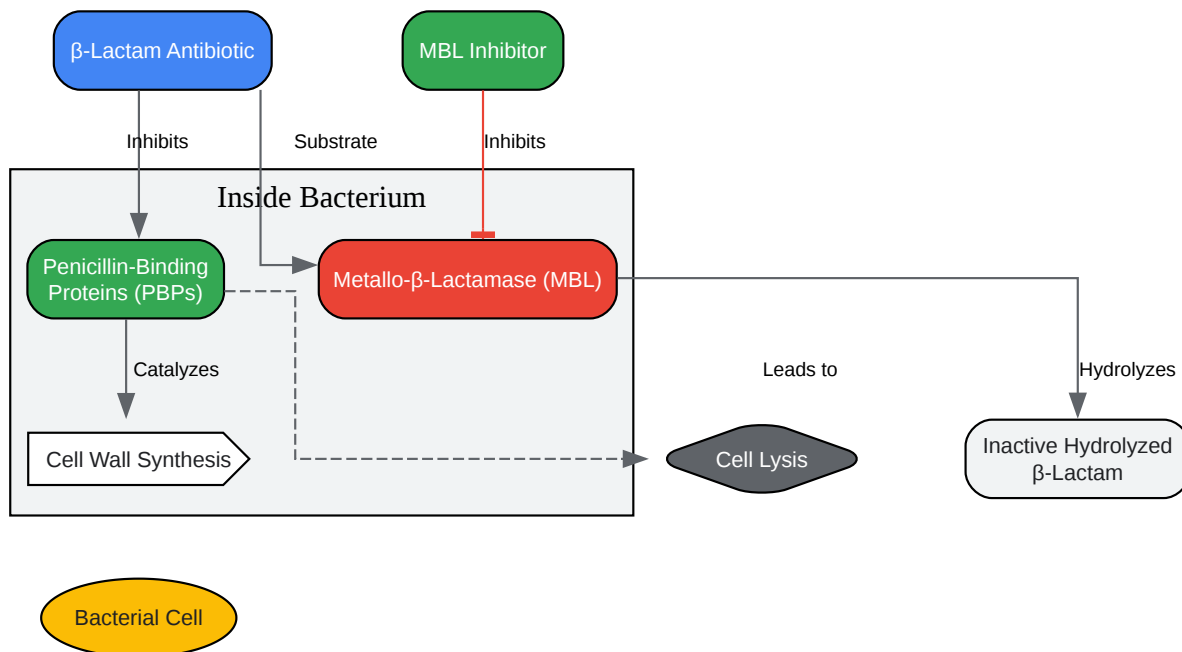 β-Lactam Antibiotic
MBL Inhibitor
Inhibits
Substrate
Inhibits
Inside Bacterium
Penicillin-Binding
Proteins (PBPs)
Metallo-β-Lactamase (MBL)
Catalyzes
Leads to
Hydrolyzes
Cell Wall Synthesis
Cell Lysis
Inactive Hydrolyzed
β-Lactam
Bacterial Cell